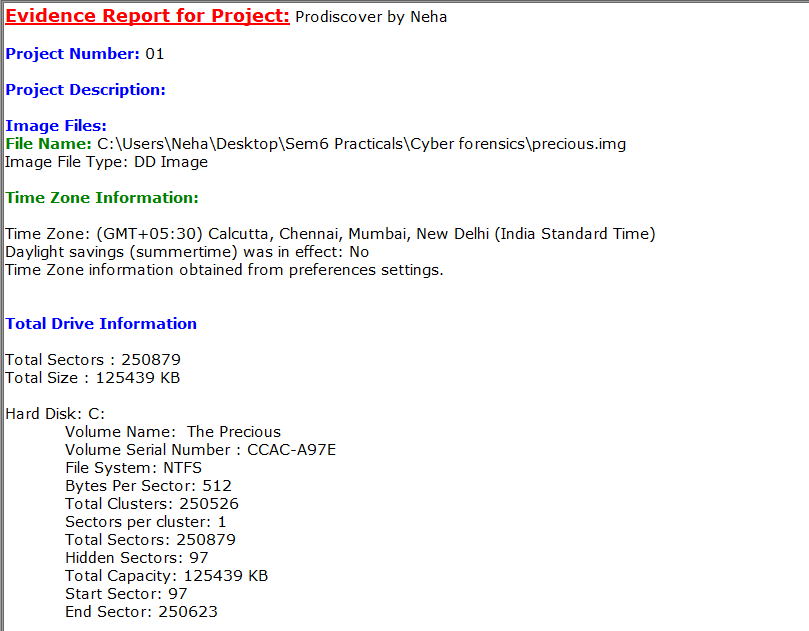 Evidence Report for Project: Prodiscover by Neha
Project Number: 01
Project Description:
Image Files:
File Name: C:\Users\Neha\Desktop\Sem6 Practicals\Cyber forensics\precious.img
Image File Type: DD Image
Time Zone Information:
Time Zone: (GMT+05:30) Calcutta, Chennai, Mumbai, New Delhi (India Standard Time)
Daylight savings (summertime) was in effect: No
Time Zone information obtained from preferences settings.
Total Drive Information
Total Sectors : 250879
Total Size : 125439 KB
Hard Disk: C:
Volume Name:  The Precious
Volume Serial Number : CCAC-A97E
File System: NTFS
Bytes Per Sector: 512
Total Clusters: 250526
Sectors per cluster: 1
Total Sectors: 250879
Hidden Sectors: 97
Total Capacity: 125439 KB
Start Sector: 97
End Sector: 250623